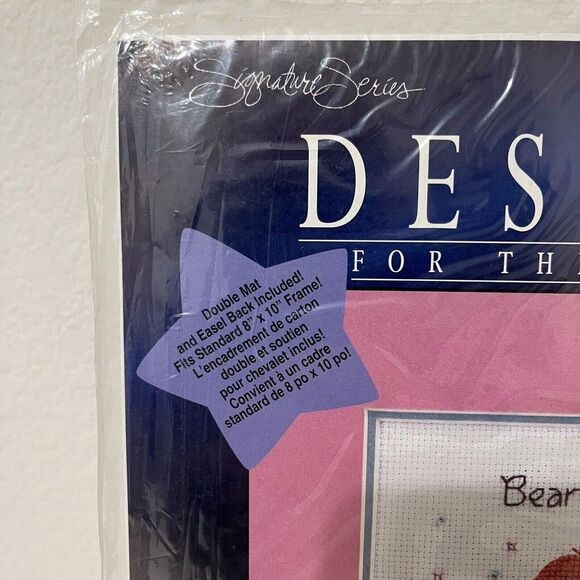 Signature Series
DES
FOR TH
Double Mat
and Easel Back Included!
Fits Standard 8" x 10" Frame!
L'encadrement de carton
double et soutien
pour chevalet inclus!
Convient à un cadre
standard de 8 po x 10 po!
Bear